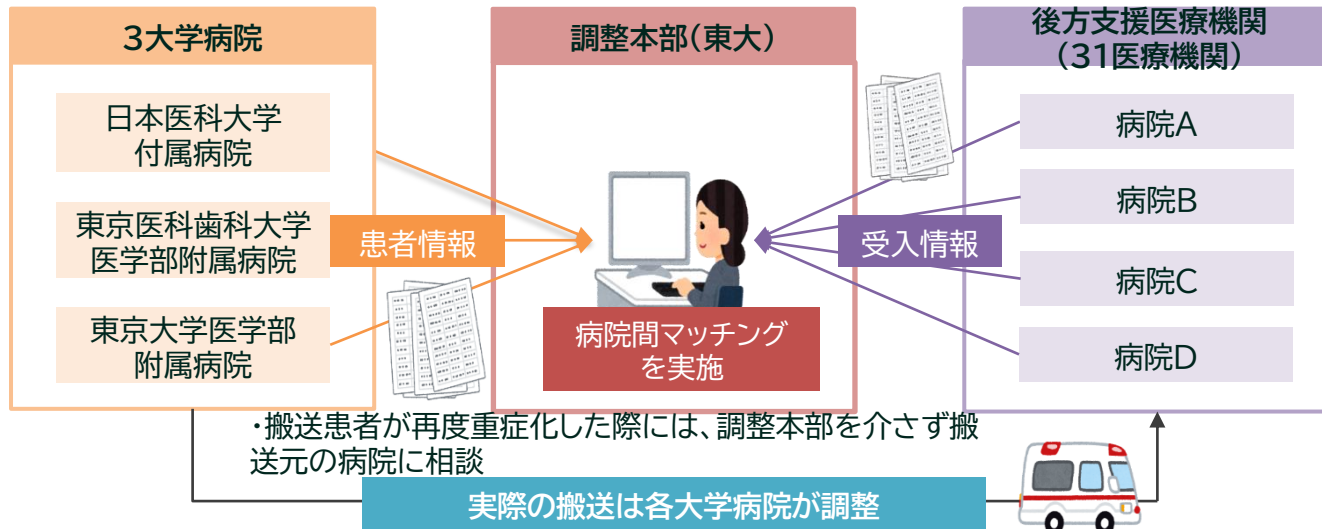 3大学病院
日本医科大学
付属病院
東京医科歯科大学
医学部附属病院
東京大学医学部
附属病院
患者情報
調整本部(東大)
病院間マッチング
を実施
受入情報
後方支援医療機関
(31医療機関)
病院A
病院B
病院C
病院D
・搬送患者が再度重症化した際には、調整本部を介さず搬
送元の病院に相談
実際の搬送は各大学病院が調整